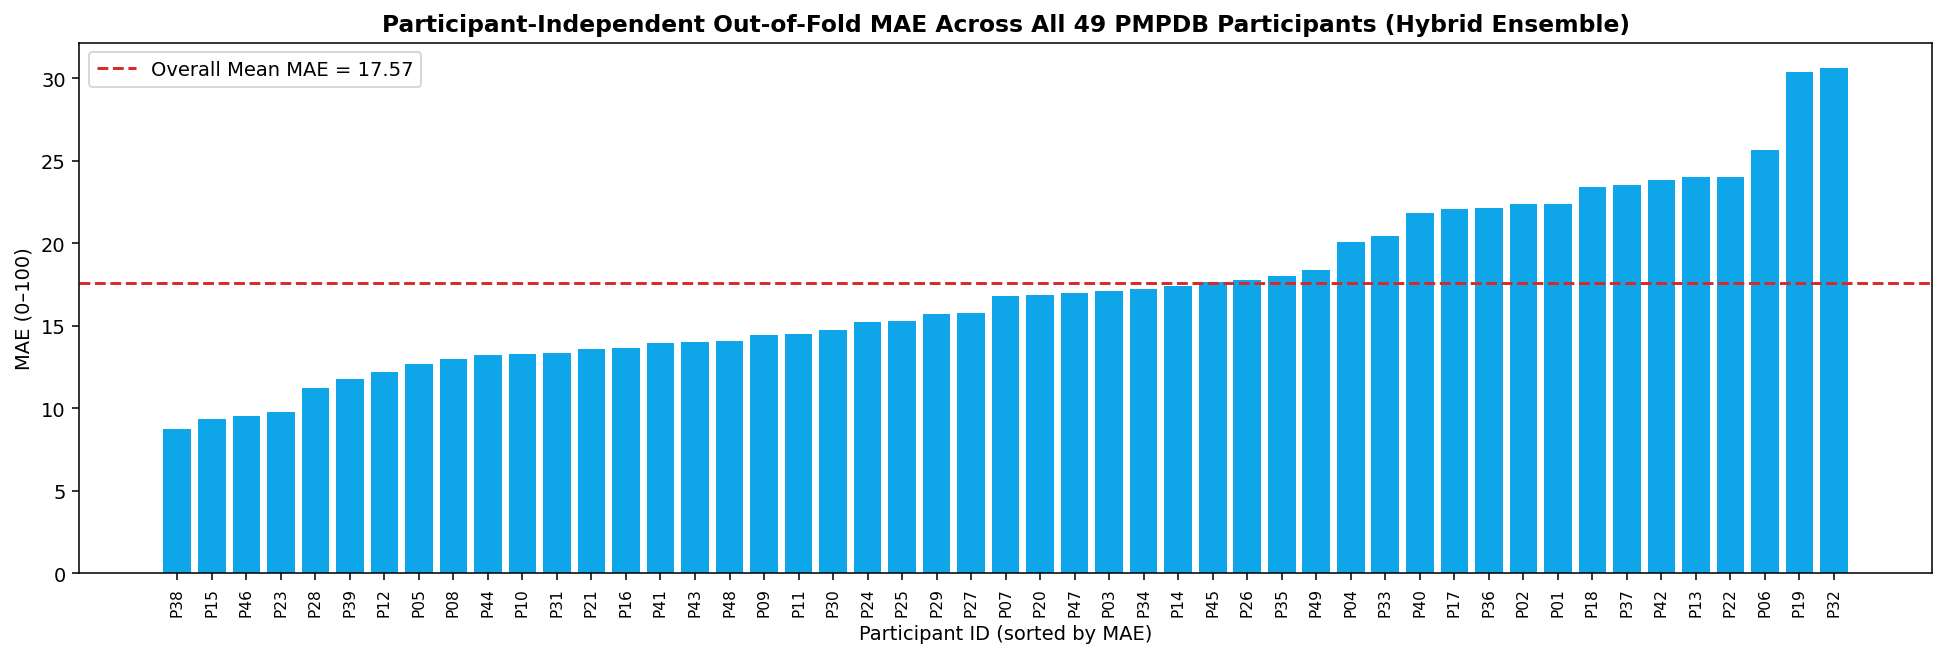 Participant-Independent Out-of-Fold MAE Across All 49 PMPDB Participants (Hybrid Ensemble)
Overall Mean MAE = 17.57
MAE (0–100)
30
25
20
15
10
5
0
P38 P15 P46 P23 P28 P39 P12 P05 P08 P44 P10 P31 P21 P16 P41 P43 P48 P09 P11 P30 P24 P25 P29 P27 P07 P20 P47 P03 P34 P14 P45 P26 P35 P49 P04 P33 P40 P17 P36 P02 P01 P18 P37 P42 P13 P22 P06 P19 P32
Participant ID (sorted by MAE)